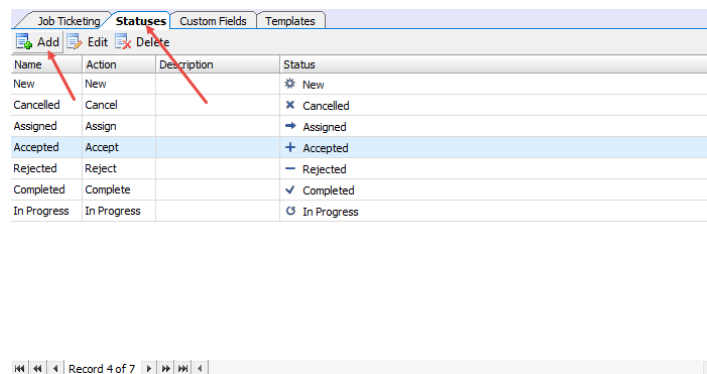 Job Ticketing Statuses Custom Fields Templates
Add Edit Delete
Name Action Description Status
New New New
Cancelled Cancel Cancelled
Assigned Assign Assigned
Accepted Accept Accepted
Rejected Reject Rejected
Completed Complete Completed
In Progress In Progress In Progress
Record 4 of 7